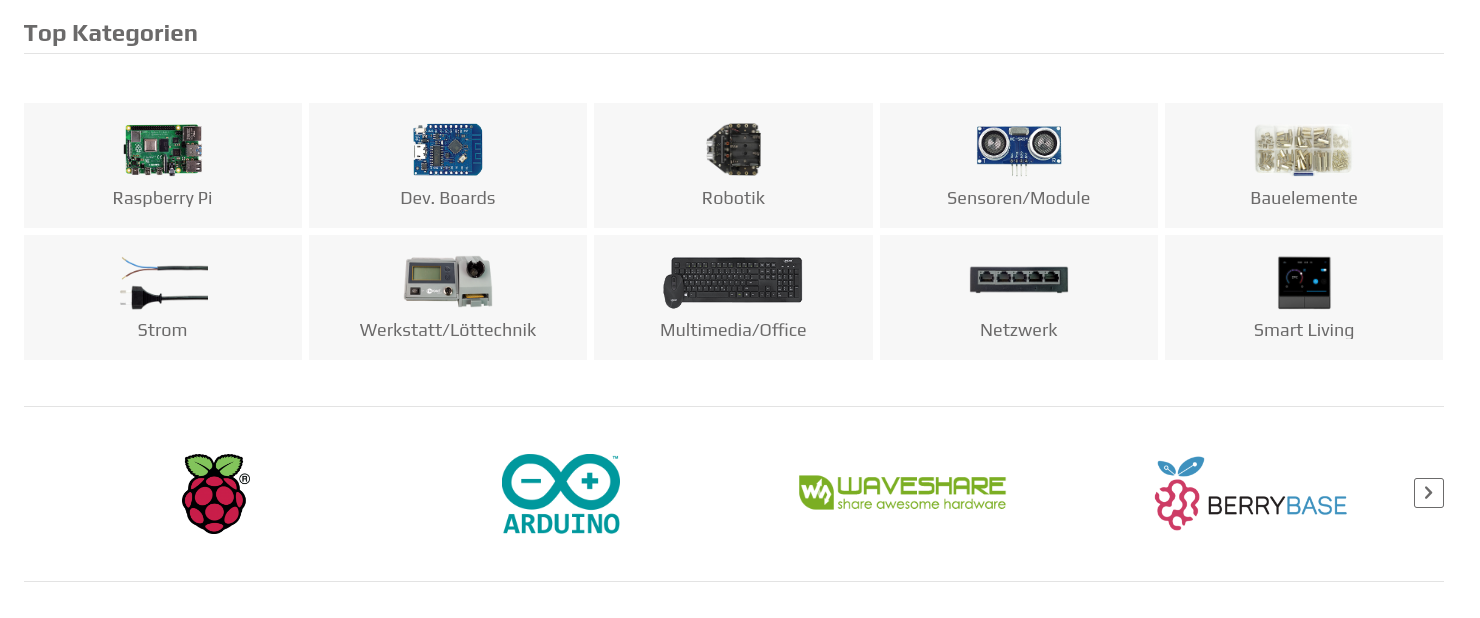 Top Kategorien
Raspberry Pi
Dev. Boards
Robotik
Sensoren/Module
Bauelemente
Strom
Werkstatt/Löttechnik
Multimedia/Office
Netzwerk
Smart Living
®
™
ARDUINO
WAVESHARE
share awesome hardware
BERRYBASE